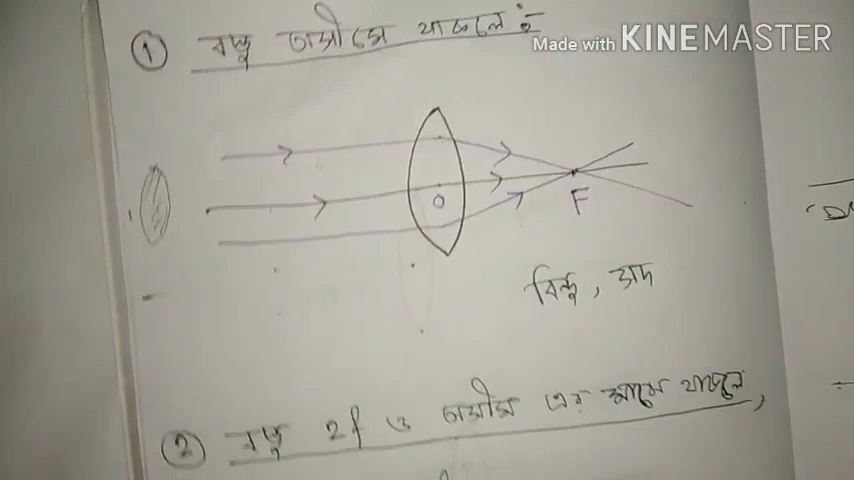 ① বস্তু অসীমে থাকলে ঃ-
Made with KINEMASTER
O
F
বিন্দু, সদ
② বস্তু 2f ও অসীম এর মাঝে থাকলে,